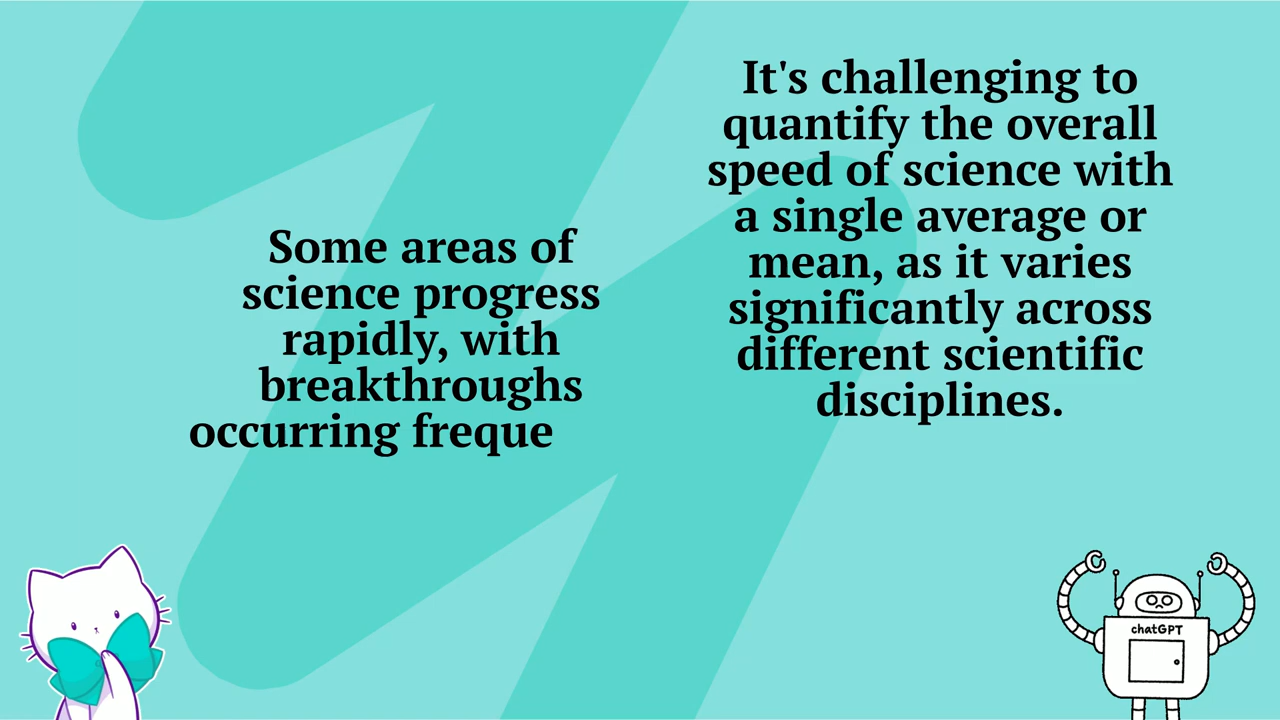 It's challenging to
quantify the overall
speed of science with
a single average or
mean, as it varies
significantly across
different scientific
disciplines.
Some areas of
science progress
rapidly, with
breakthroughs
occurring freque
chatGPT